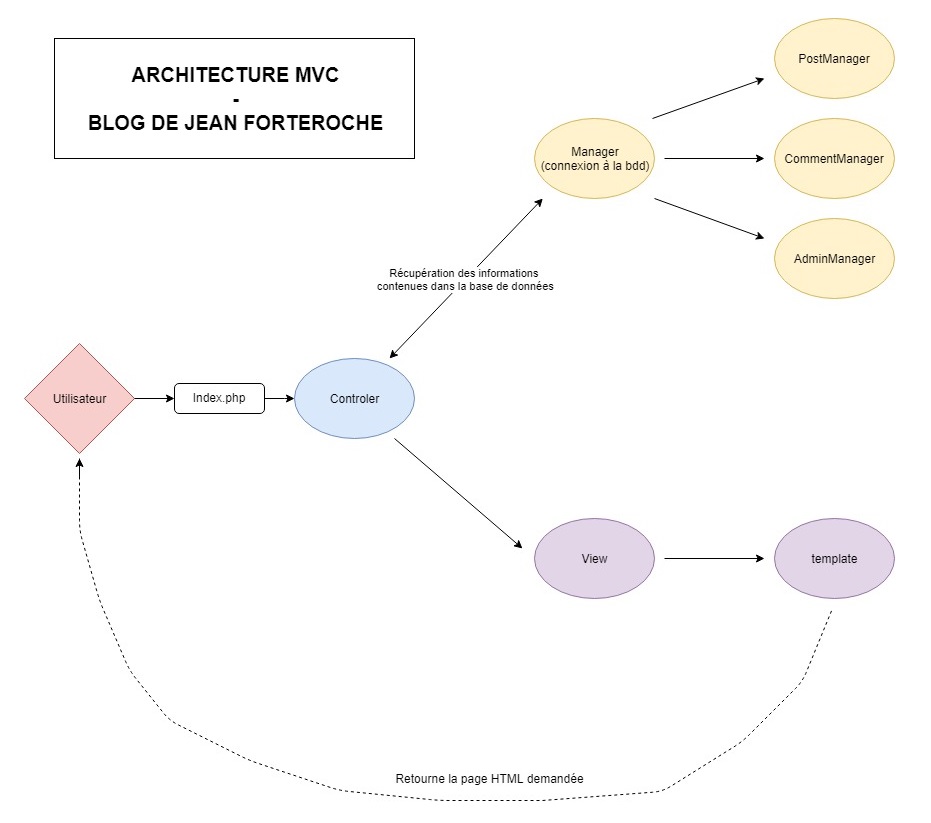 ARCHITECTURE MVC
-
BLOG DE JEAN FORTEROCHE
PostManager
Manager
(connexion à la bdd)
CommentManager
AdminManager
Récupération des informations
contenues dans la base de données
Utilisateur
Index.php
Controler
View
template
Retourne la page HTML demandée